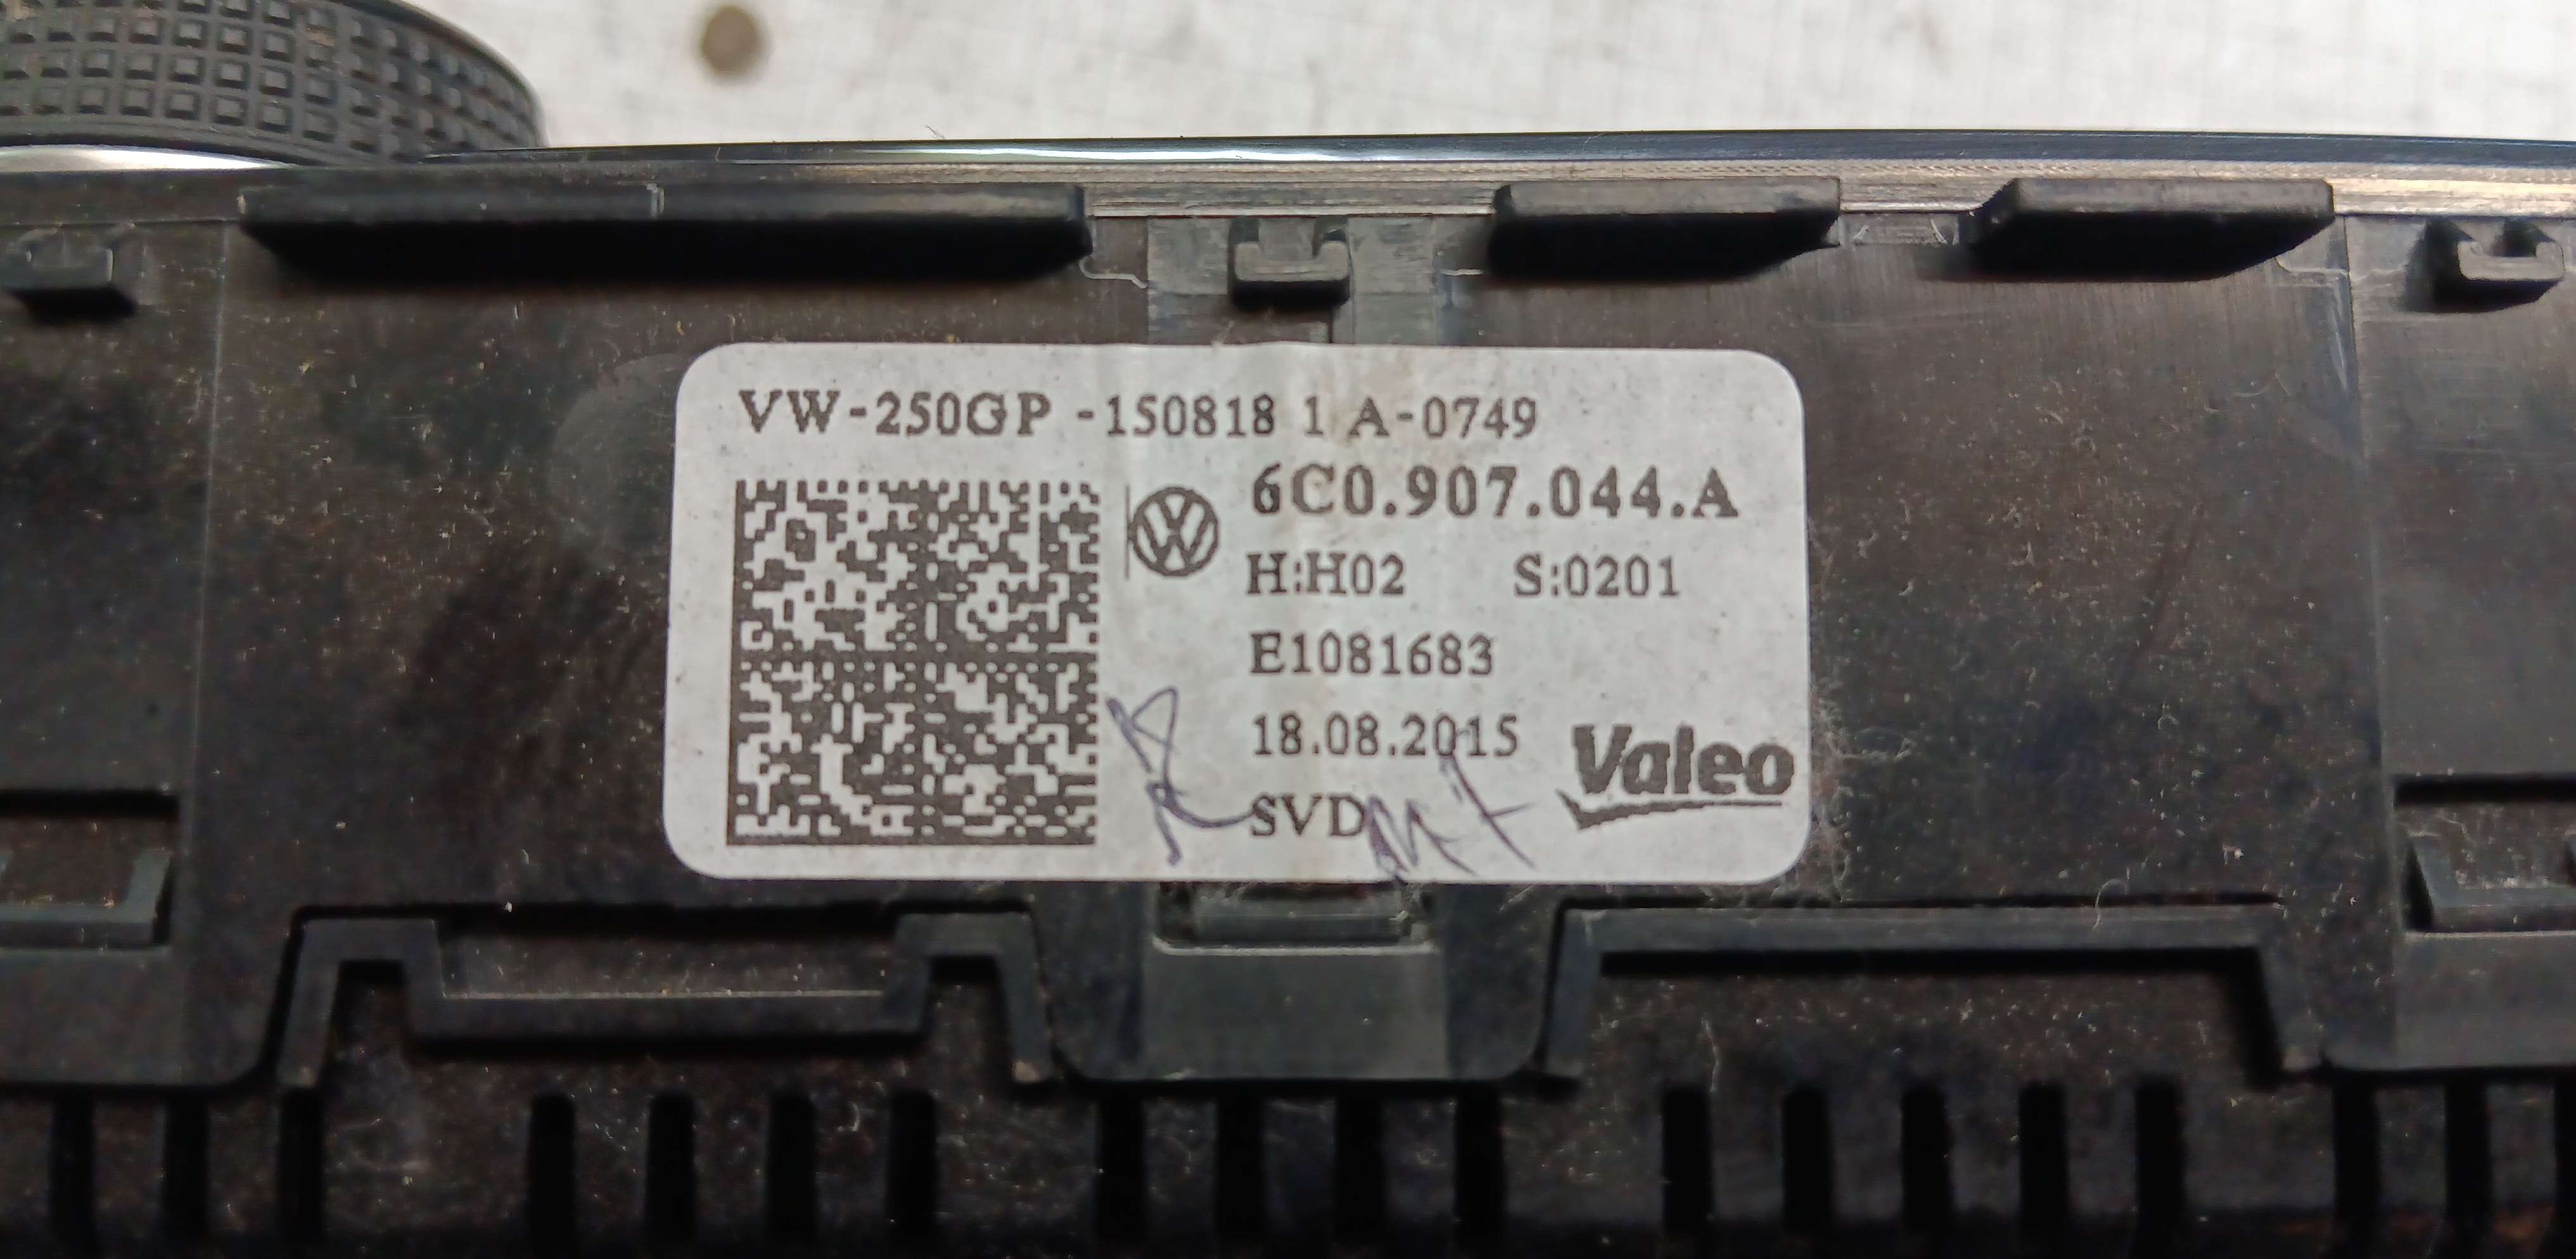 VW-250GP -150818 1 A-0749
6C0.907.044.A
H:H02 S:0201
E1081683
18.08.2015
SVD
Valeo